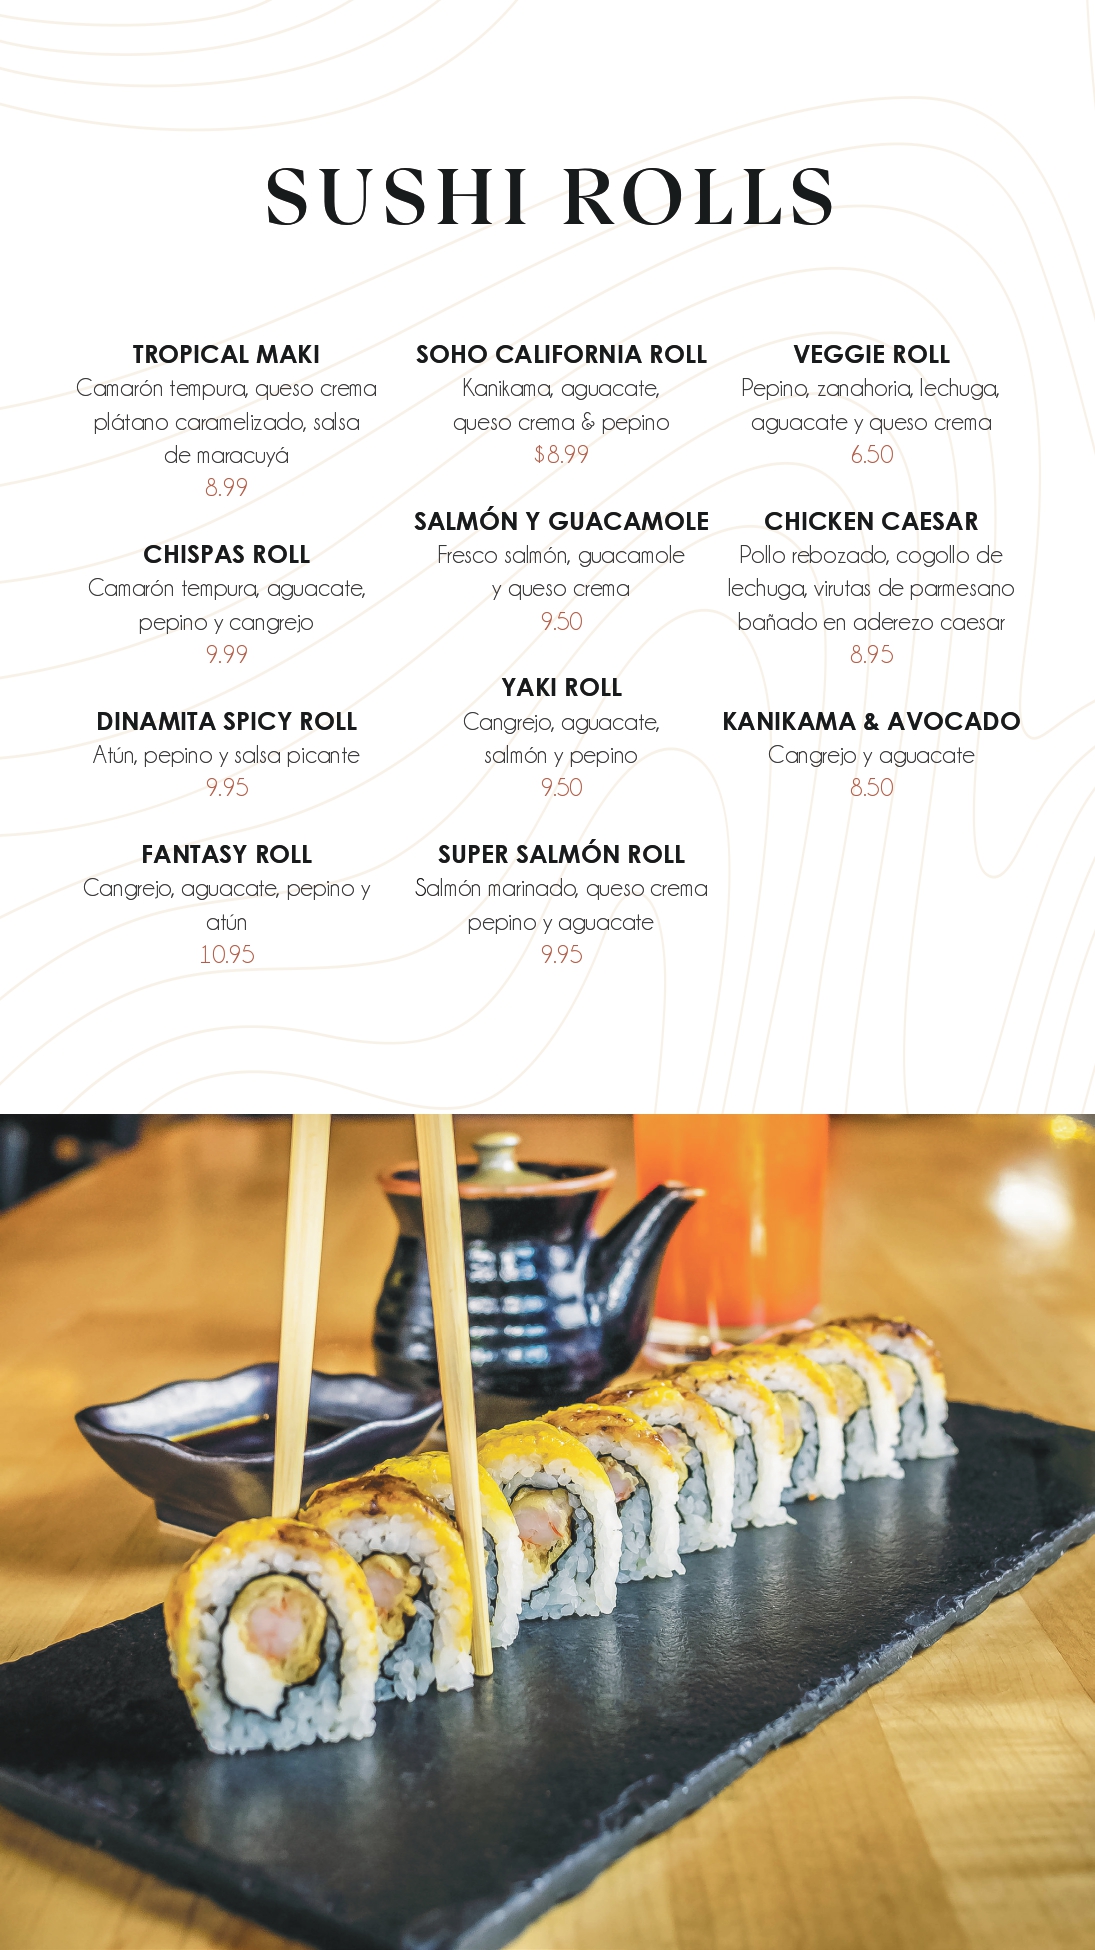 SUSHI ROLLS
TROPICAL MAKI
Camarón tempura, queso crema
plátano caramelizado, salsa
de maracuyá
8.99
CHISPAS ROLL
Camarón tempura, aguacate,
pepino y cangrejo
9.99
DINAMITA SPICY ROLL
Atún, pepino y salsa picante
9.95
FANTASY ROLL
Cangrejo, aguacate, pepino y
atún
10.95
SOHO CALIFORNIA ROLL
Kanikama, aguacate,
queso crema & pepino
$8.99
SALMÓN Y GUACAMOLE
Fresco salmón, guacamole
y queso crema
9.50
YAKI ROLL
Cangrejo, aguacate,
salmón y pepino
9.50
SUPER SALMÓN ROLL
Salmón marinado, queso crema
pepino y aguacate
9.95
VEGGIE ROLL
Pepino, zanahoria, lechuga,
aguacate y queso crema
6.50
CHICKEN CAESAR
Pollo rebozado, cogollo de
lechuga, virutas de parmesano
bañado en aderezo caesar
8.95
KANIKAMA & AVOCADO
Cangrejo y aguacate
8.50